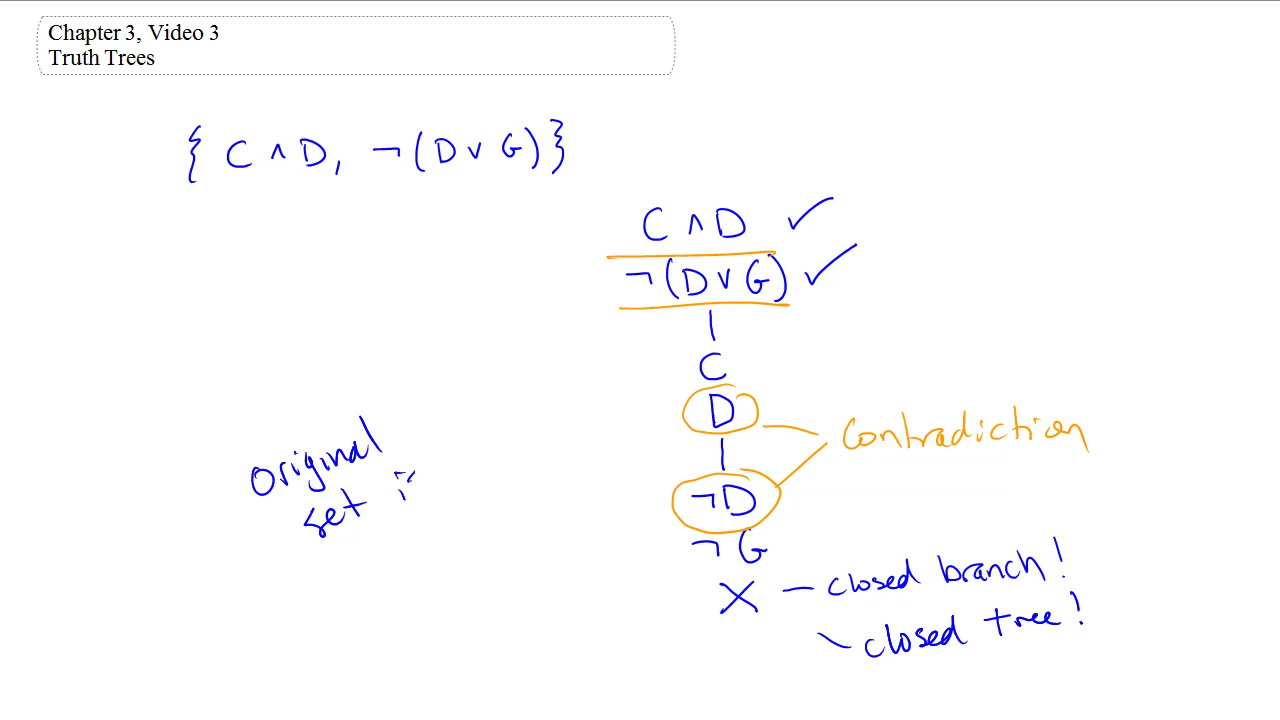 Chapter 3, Video 3
Truth Trees
{ C ∧ D, ¬(D ∨ G)}
C ∧ D ✓
¬(D ∨ G) ✓
C
D
Contradiction
¬D
¬G
X – closed branch!
closed tree!
Original
set